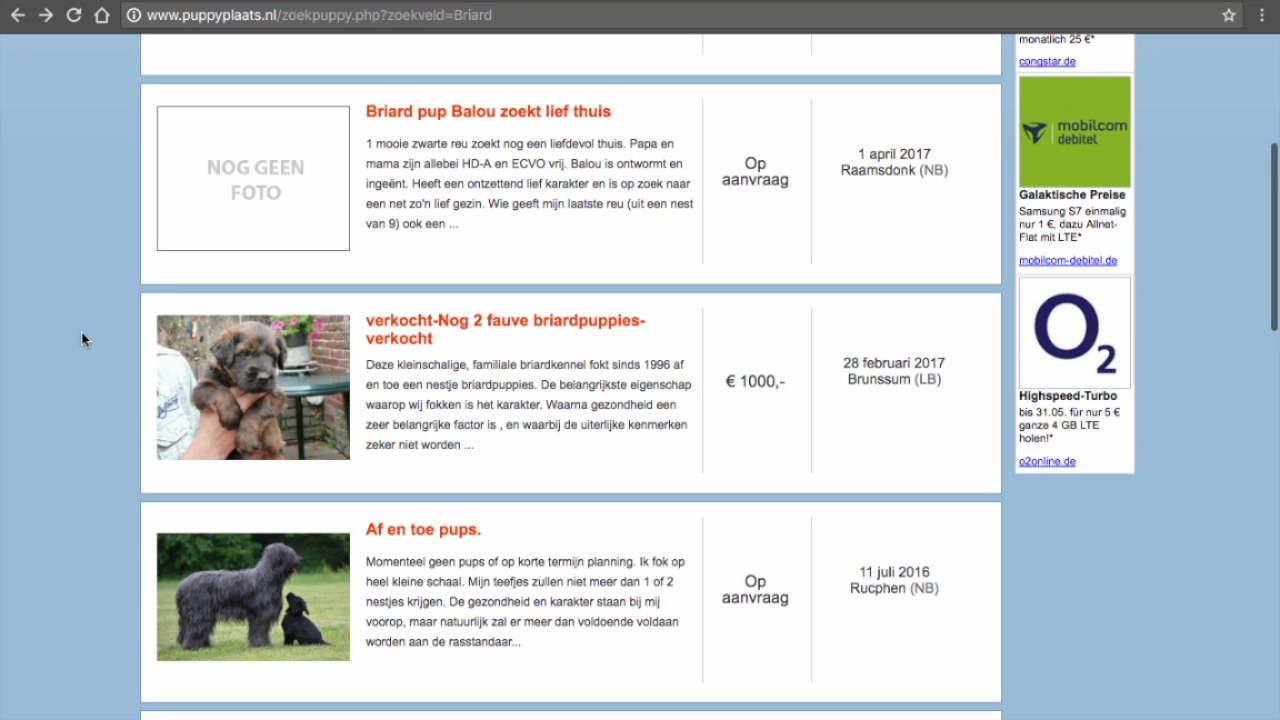 www.puppyplaats.nl/zoekpuppy.php?zoekveld=Briard
NOG GEEN
FOTO
Briard pup Balou zoekt lief thuis
1 mooie zwarte reu zoekt nog een liefdevol thuis. Papa en
mama zijn allebei HD-A en ECVO vrij. Balou is ontwormt en
ingeënt. Heeft een ontzettend lief karakter en is op zoek naar
een net zo'n lief gezin. Wie geeft mijn laatste reu (uit een nest
van 9) ook een ...
Op
aanvraag
1 april 2017
Raamsdonk (NB)
verkocht-Nog 2 fauve briardpuppies-
verkocht
Deze kleinschalige, familiale briardkennel fokt sinds 1996 af
en toe een nestje briardpuppies. De belangrijkste eigenschap
waarop wij fokken is het karakter. Waarna gezondheid een
zeer belangrijke factor is , en waarbij de uiterlijke kenmerken
zeker niet worden ...
€ 1000,-
28 februari 2017
Brunssum (LB)
Af en toe pups.
Momenteel geen pups of op korte termijn planning. Ik fok op
heel kleine schaal. Mijn teefjes zullen niet meer dan 1 of 2
nestjes krijgen. De gezondheid en karakter staan bij mij
voorop, maar natuurlijk zal er meer dan voldoende voldaan
worden aan de rasstandaar...
Op
aanvraag
11 juli 2016
Rucphen (NB)
monatlich 25 €*
congstar.de
mobilcom
debitel
Galaktische Preise
Samsung S7 einmalig
nur 1 €, dazu Allnet-
Flat mit LTE*
mobilcom-debitel.de
O2
Highspeed-Turbo
bis 31.05. für nur 5 €
ganze 4 GB LTE
holen!*
o2online.de